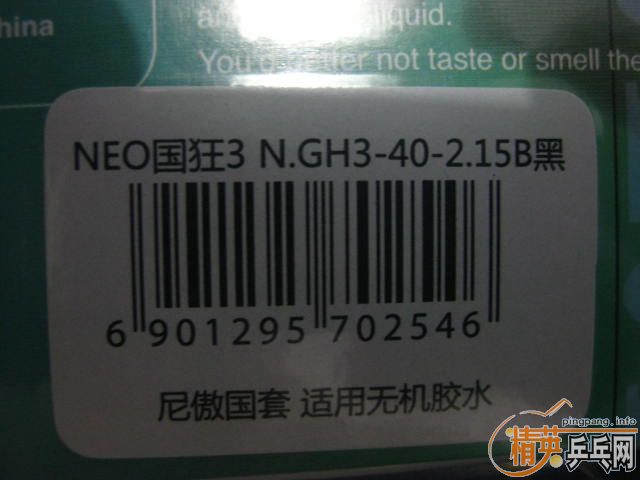 hina
liquid.
You'd better not taste or smell the
NEO国狂3 N.GH3-40-2.15B黑
6 901295 702546
尼傲国套 适用无机胶水
pingpang.info
精英乒乓网